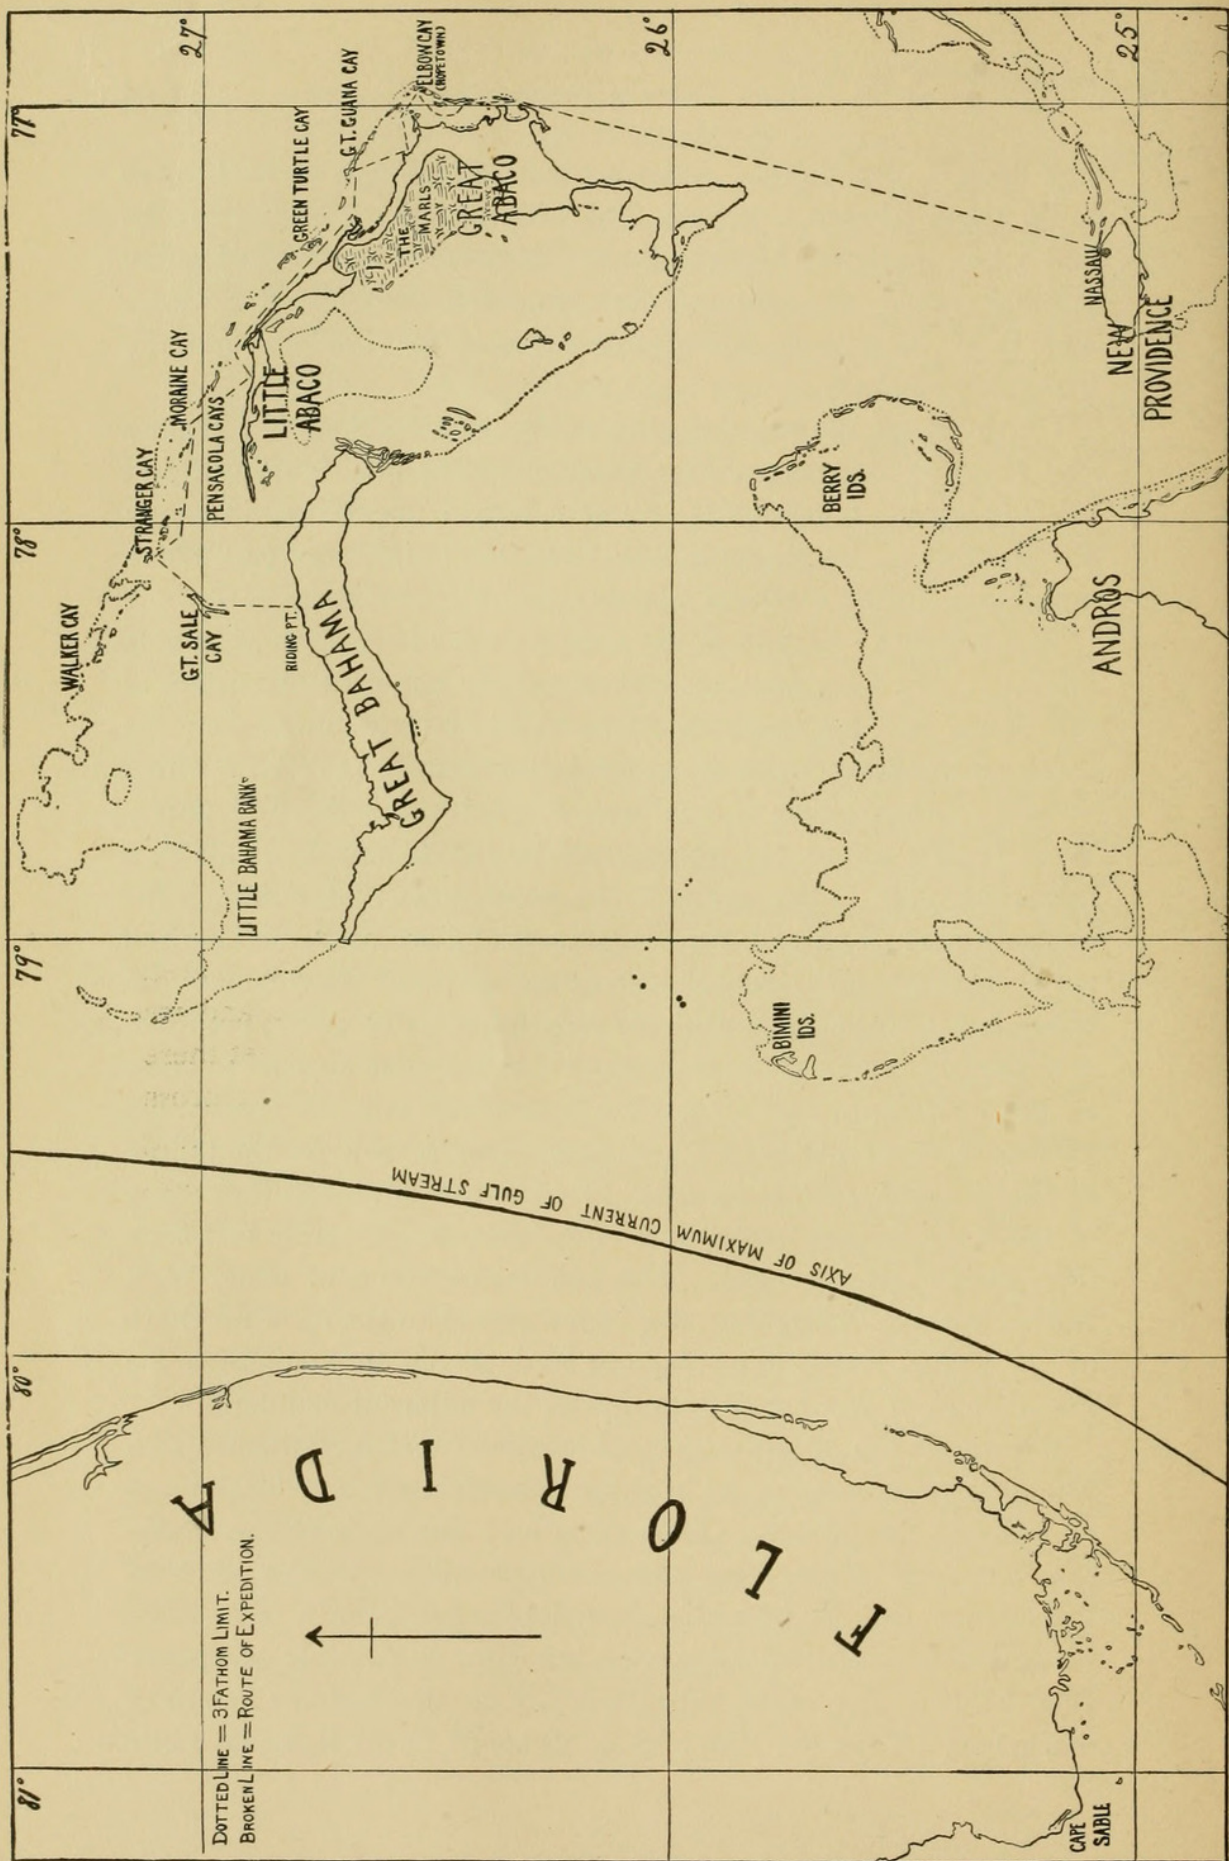 81°
80°
79°
78°
77°
27°
26°
25°
WALKER CAY
STRANGER CAY
MORAINE CAY
GREEN TURTLE CAY
GT. GUANA CAY
ELBOW CAY
(HOPETOWN)
GT. SALE
CAY
PENSACOLA CAYS
LITTLE BAHAMA BANK
RIDING PT.
LITTLE
ABACO
THE
MARLS
GREAT
ABACO
GREAT BAHAMA
BIMINI
IDS.
BERRY
IDS.
NASSAU
NEW
PROVIDENCE
ANDROS
AXIS OF MAXIMUM CURRENT OF GULF STREAM
FLORIDA
CAPE
SABLE
DOTTED LINE = 3 FATHOM LIMIT.
BROKEN LINE = ROUTE OF EXPEDITION.